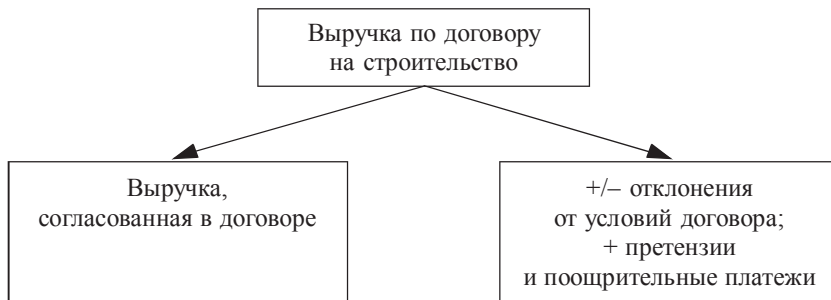 Выручка по договору
на строительство
Выручка,
согласованная в договоре
+/– отклонения
от условий договора;
+ претензии
и поощрительные платежи